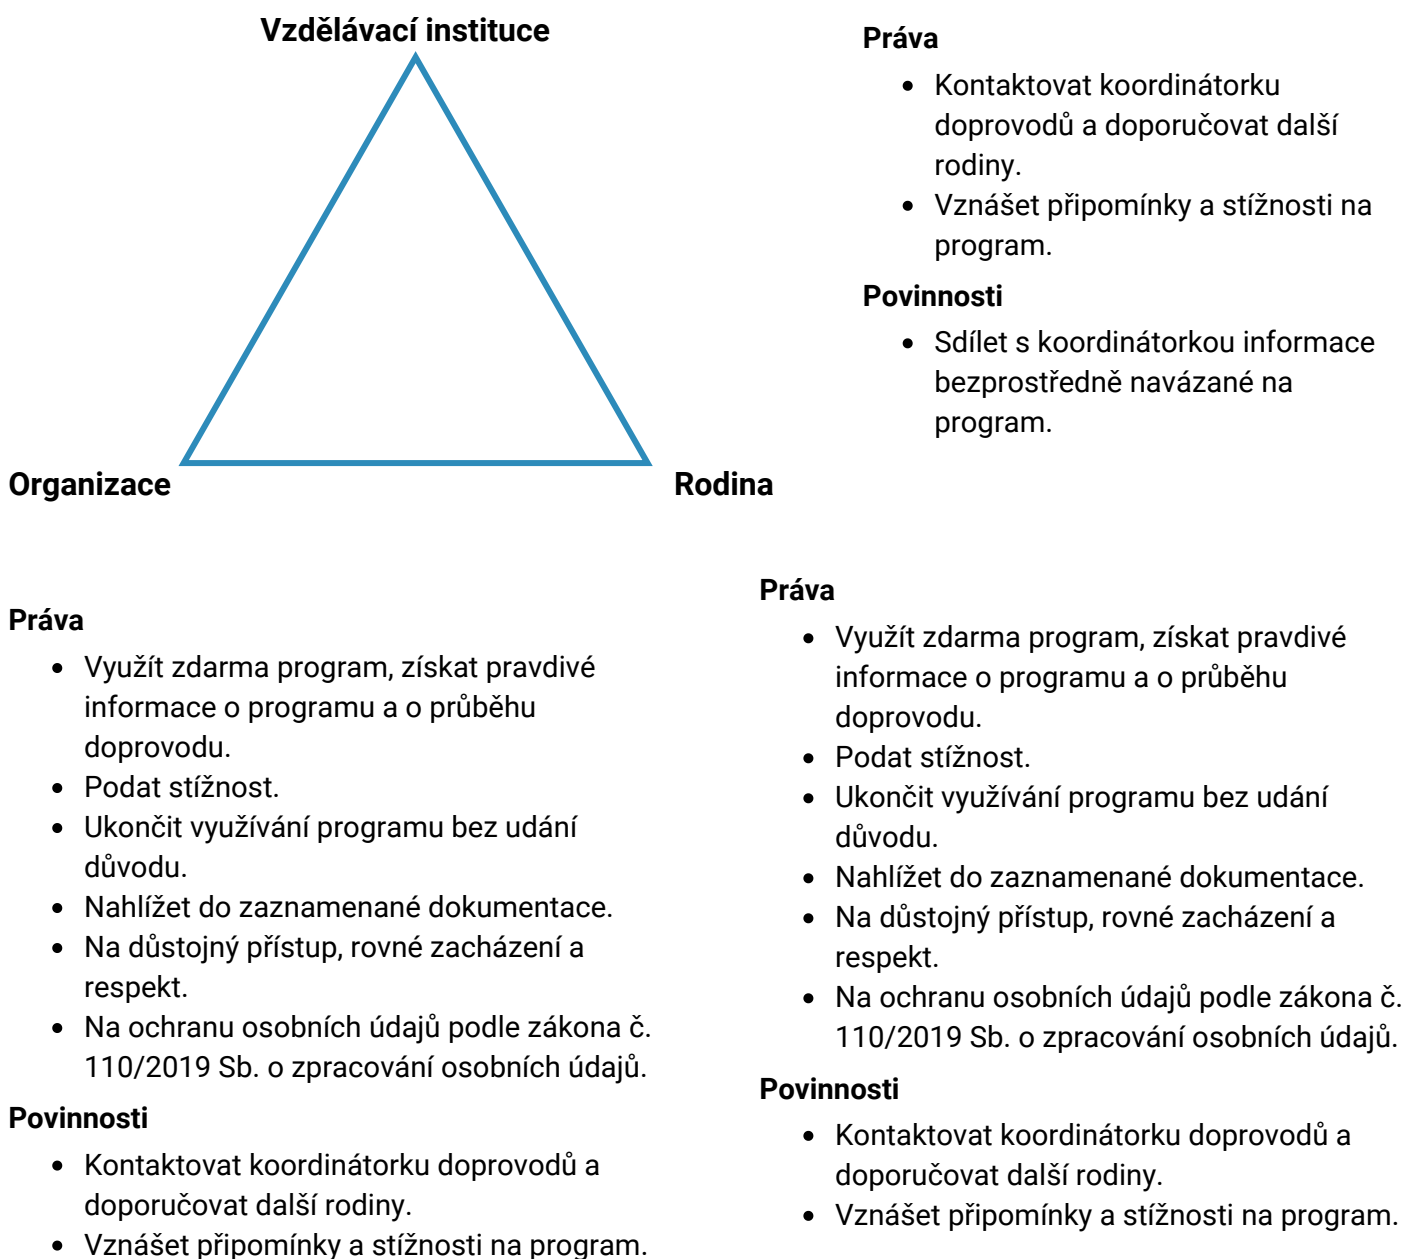 Vzdělávací instituce
Práva
• Kontaktovat koordinátorku
doprovodů a doporučovat další
rodiny.
• Vznášet připomínky a stížnosti na
program.
Povinnosti
• Sdílet s koordinátorkou informace
bezprostředně navázané na
program.
Organizace
Rodina
Práva
• Využít zdarma program, získat pravdivé
informace o programu a o průběhu
doprovodu.
• Podat stížnost.
• Ukončit využívání programu bez udání
důvodu.
• Nahlížet do zaznamenané dokumentace.
• Na důstojný přístup, rovné zacházení a
respekt.
• Na ochranu osobních údajů podle zákona č.
110/2019 Sb. o zpracování osobních údajů.
Povinnosti
• Kontaktovat koordinátorku doprovodů a
doporučovat další rodiny.
• Vznášet připomínky a stížnosti na program.
Práva
• Využít zdarma program, získat pravdivé
informace o programu a o průběhu
doprovodu.
• Podat stížnost.
• Ukončit využívání programu bez udání
důvodu.
• Nahlížet do zaznamenané dokumentace.
• Na důstojný přístup, rovné zacházení a
respekt.
• Na ochranu osobních údajů podle zákona č.
110/2019 Sb. o zpracování osobních údajů.
Povinnosti
• Kontaktovat koordinátorku doprovodů a
doporučovat další rodiny.
• Vznášet připomínky a stížnosti na program.